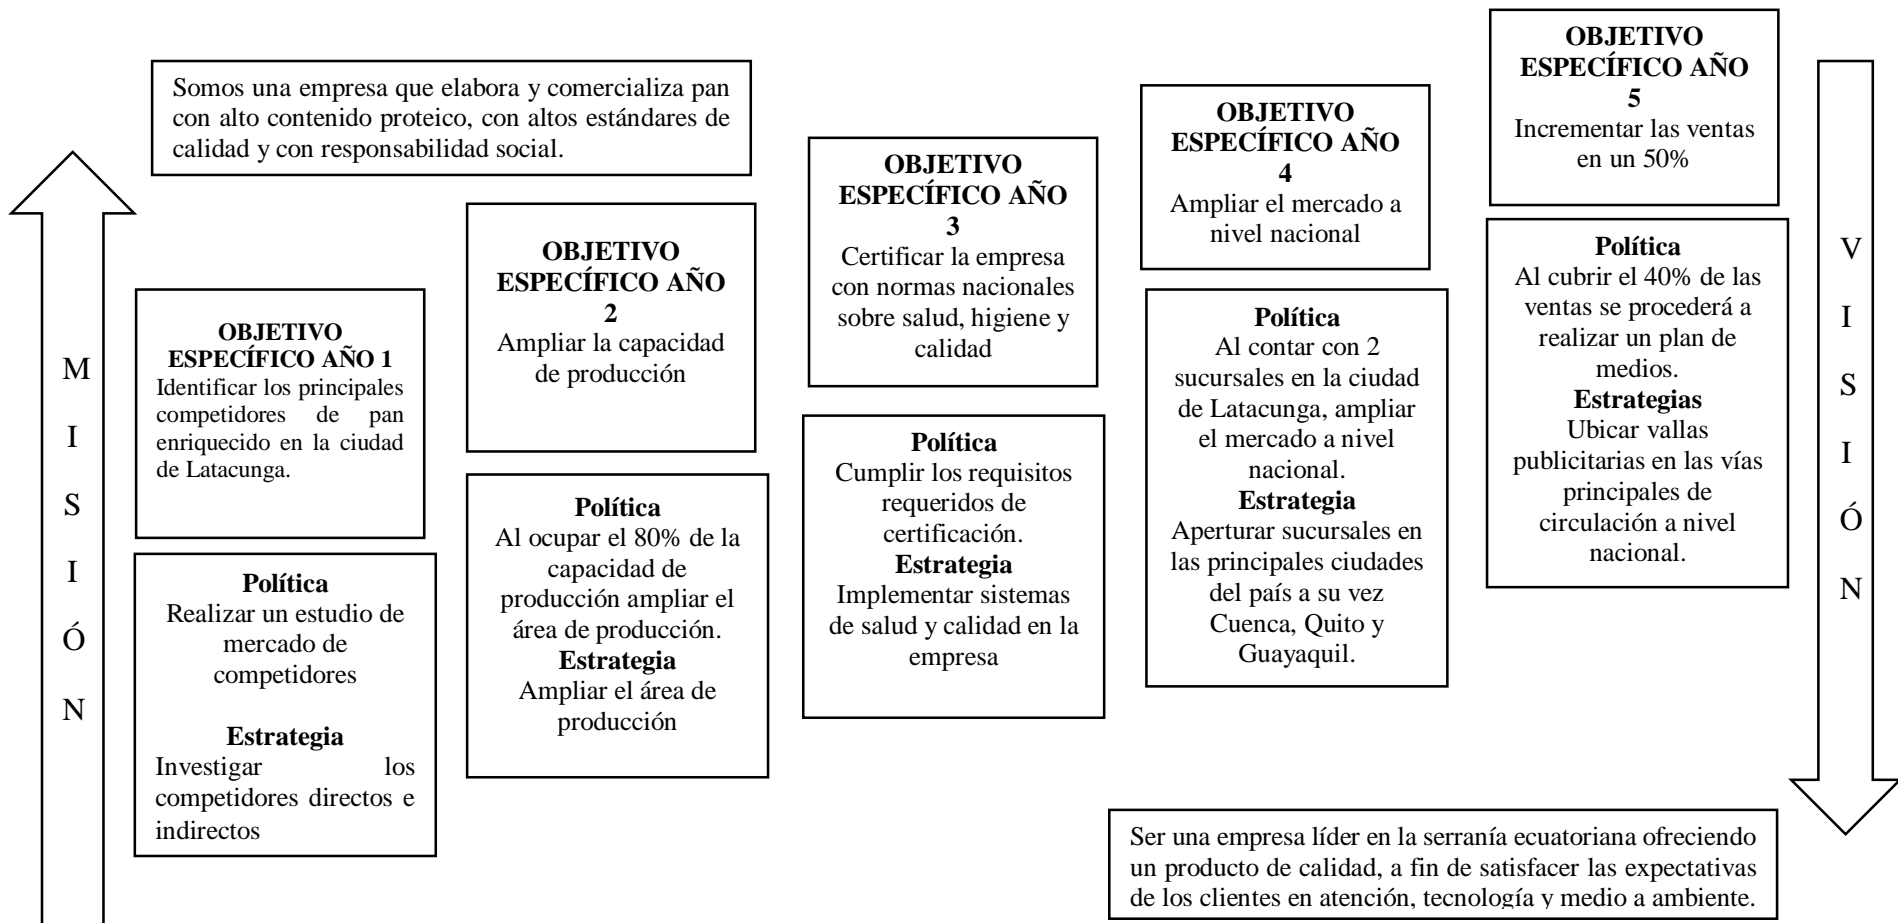 M
I
S
I
Ó
N
Somos una empresa que elabora y comercializa pan
con alto contenido proteico, con altos estándares de
calidad y con responsabilidad social.
OBJETIVO
ESPECÍFICO AÑO 1
Identificar los principales
competidores de pan
enriquecido en la ciudad
de Latacunga.
Política
Realizar un estudio de
mercado de
competidores
Estrategia
Investigar los
competidores directos e
indirectos
OBJETIVO
ESPECÍFICO AÑO
2
Ampliar la capacidad
de producción
Política
Al ocupar el 80% de la
capacidad de
producción ampliar el
área de producción.
Estrategia
Ampliar el área de
producción
OBJETIVO
ESPECÍFICO AÑO
3
Certificar la empresa
con normas nacionales
sobre salud, higiene y
calidad
Política
Cumplir los requisitos
requeridos de
certificación.
Estrategia
Implementar sistemas
de salud y calidad en la
empresa
OBJETIVO
ESPECÍFICO AÑO
4
Ampliar el mercado a
nivel nacional
Política
Al contar con 2
sucursales en la ciudad
de Latacunga, ampliar
el mercado a nivel
nacional.
Estrategia
Aperturar sucursales en
las principales ciudades
del país a su vez
Cuenca, Quito y
Guayaquil.
OBJETIVO
ESPECÍFICO AÑO
5
Incrementar las ventas
en un 50%
Política
Al cubrir el 40% de las
ventas se procederá a
realizar un plan de
medios.
Estrategias
Ubicar vallas
publicitarias en las vías
principales de
circulación a nivel
nacional.
V
I
S
I
Ó
N
Ser una empresa líder en la serranía ecuatoriana ofreciendo
un producto de calidad, a fin de satisfacer las expectativas
de los clientes en atención, tecnología y medio a ambiente.